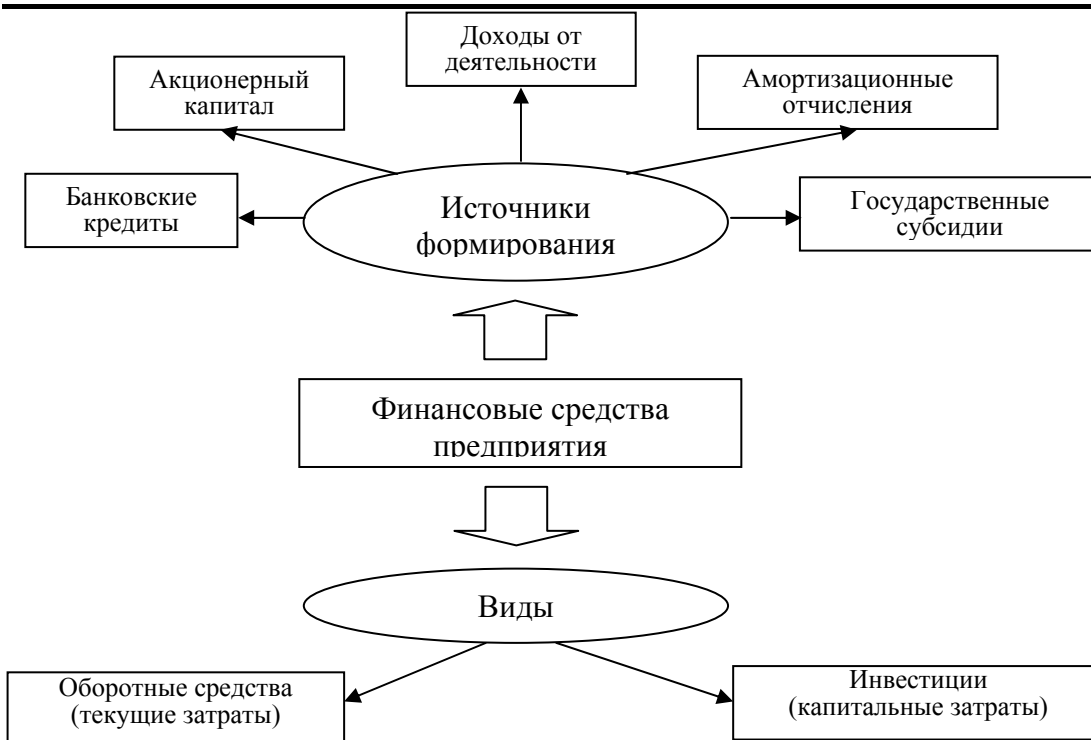 Доходы от
деятельности
Акционерный
капитал
Амортизационные
отчисления
Банковские
кредиты
Источники
формирования
Государственные
субсидии
Финансовые средства
предприятия
Виды
Оборотные средства
(текущие затраты)
Инвестиции
(капитальные затраты)